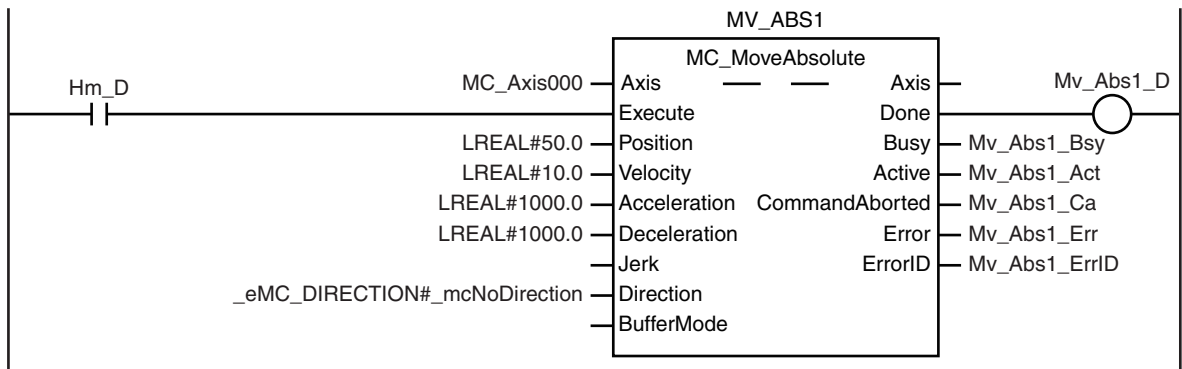 MV_ABS1
MC_MoveAbsolute
Hm_D
MC_Axis000 Axis Axis Mv_Abs1_D
Execute Done
LREAL#50.0 Position Busy Mv_Abs1_Bsy
LREAL#10.0 Velocity Active Mv_Abs1_Act
LREAL#1000.0 Acceleration CommandAborted Mv_Abs1_Ca
LREAL#1000.0 Deceleration Error Mv_Abs1_Err
Jerk ErrorID Mv_Abs1_ErrID
_eMC_DIRECTION#_mcNoDirection Direction
BufferMode